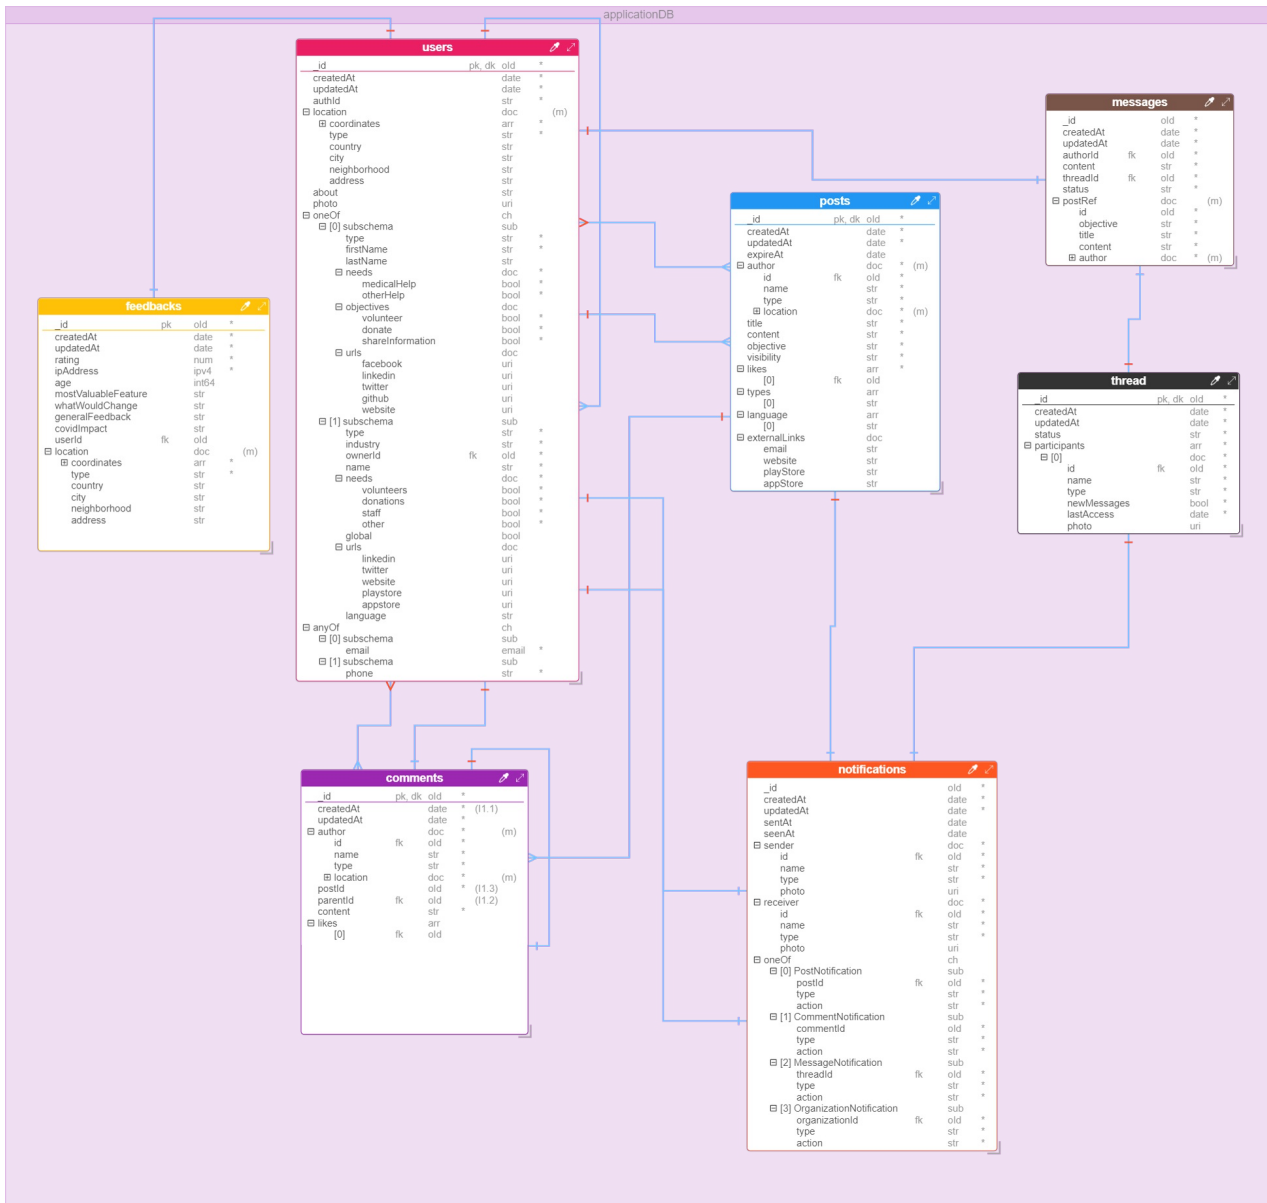 applicationDB
users
_id pk, dk oId *
createdAt date *
updatedAt date *
authId str *
location doc (m)
coordinates arr *
type str *
country str
city str
neighborhood str
address str
about str
photo uri
oneOf ch
[0] subschema sub
type str *
firstName str *
lastName str
needs doc *
medicalHelp bool *
otherHelp bool *
objectives doc
volunteer bool *
donate bool *
shareInformation bool *
urls doc
facebook uri
linkedin uri
twitter uri
github uri
website uri
[1] subschema sub
type str *
industry str *
ownerId fk oId *
name str *
needs doc *
volunteers bool *
donations bool *
staff bool *
other bool *
global bool
urls doc
linkedin uri
twitter uri
website uri
playstore uri
appstore uri
language str
anyOf ch
[0] subschema sub
email email *
[1] subschema sub
phone str *
messages
_id oId *
createdAt date *
updatedAt date *
authorId fk oId *
content str *
threadId fk oId *
status str *
postRef doc (m)
id oId *
objective str *
title str *
content str *
author doc * (m)
posts
_id pk, dk oId *
createdAt date *
updatedAt date *
expireAt date
author doc * (m)
id fk oId *
name str *
type str *
location doc * (m)
title str *
content str *
objective str *
visibility str *
likes arr *
[0] fk oId
types arr
[0] str
language arr
[0] str
externalLinks doc
email str
website str
playStore str
appStore str
feedbacks
_id pk oId *
createdAt date *
updatedAt date *
rating num *
ipAddress ipv4 *
age int64
mostValuableFeature str
whatWouldChange str
generalFeedback str
covidImpact str
userId fk oId
location doc (m)
coordinates arr *
type str *
country str
city str
neighborhood str
address str
thread
_id pk, dk oId *
createdAt date *
updatedAt date *
status str *
participants arr *
[0] doc *
id fk oId *
name str *
type str *
newMessages bool *
lastAccess date *
photo uri
comments
_id pk, dk oId *
createdAt date * (I1.1)
updatedAt date *
author doc * (m)
id fk oId *
name str *
type str *
location doc * (m)
postId oId * (I1.3)
parentId fk oId (I1.2)
content str *
likes arr
[0] fk oId
notifications
_id oId *
createdAt date *
updatedAt date *
sentAt date
seenAt date
sender doc *
id fk oId *
name str *
type str *
photo uri
receiver doc *
id fk oId *
name str *
type str *
photo uri
oneOf ch
[0] PostNotification sub
postId fk oId *
type str *
action str *
[1] CommentNotification sub
commentId oId *
type str *
action str *
[2] MessageNotification sub
threadId fk oId *
type str *
action str *
[3] OrganizationNotification sub
organizationId fk oId *
type str *
action str *